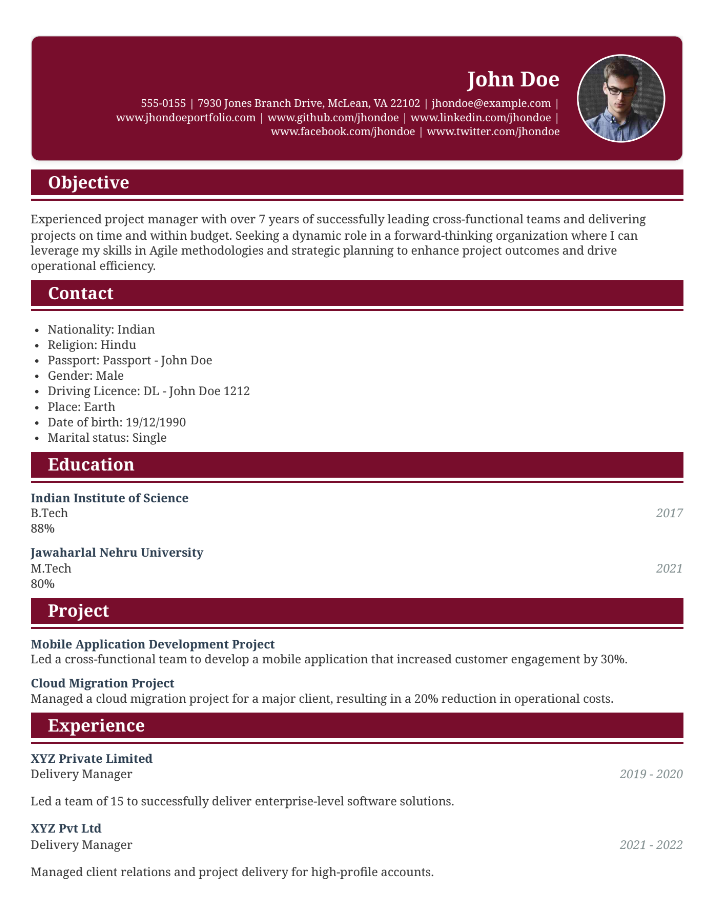 John Doe
555-0155 | 7930 Jones Branch Drive, McLean, VA 22102 | jhondoe@example.com |
www.jhondoeportfolio.com | www.github.com/jhondoe | www.linkedin.com/jhondoe |
www.facebook.com/jhondoe | www.twitter.com/jhondoe
Objective
Experienced project manager with over 7 years of successfully leading cross-functional teams and delivering
projects on time and within budget. Seeking a dynamic role in a forward-thinking organization where I can
leverage my skills in Agile methodologies and strategic planning to enhance project outcomes and drive
operational efficiency.
Contact
• Nationality: Indian
• Religion: Hindu
• Passport: Passport - John Doe
• Gender: Male
• Driving Licence: DL - John Doe 1212
• Place: Earth
• Date of birth: 19/12/1990
• Marital status: Single
Education
Indian Institute of Science
B.Tech 2017
88%
Jawaharlal Nehru University
M.Tech 2021
80%
Project
Mobile Application Development Project
Led a cross-functional team to develop a mobile application that increased customer engagement by 30%.
Cloud Migration Project
Managed a cloud migration project for a major client, resulting in a 20% reduction in operational costs.
Experience
XYZ Private Limited
Delivery Manager 2019 - 2020
Led a team of 15 to successfully deliver enterprise-level software solutions.
XYZ Pvt Ltd
Delivery Manager 2021 - 2022
Managed client relations and project delivery for high-profile accounts.